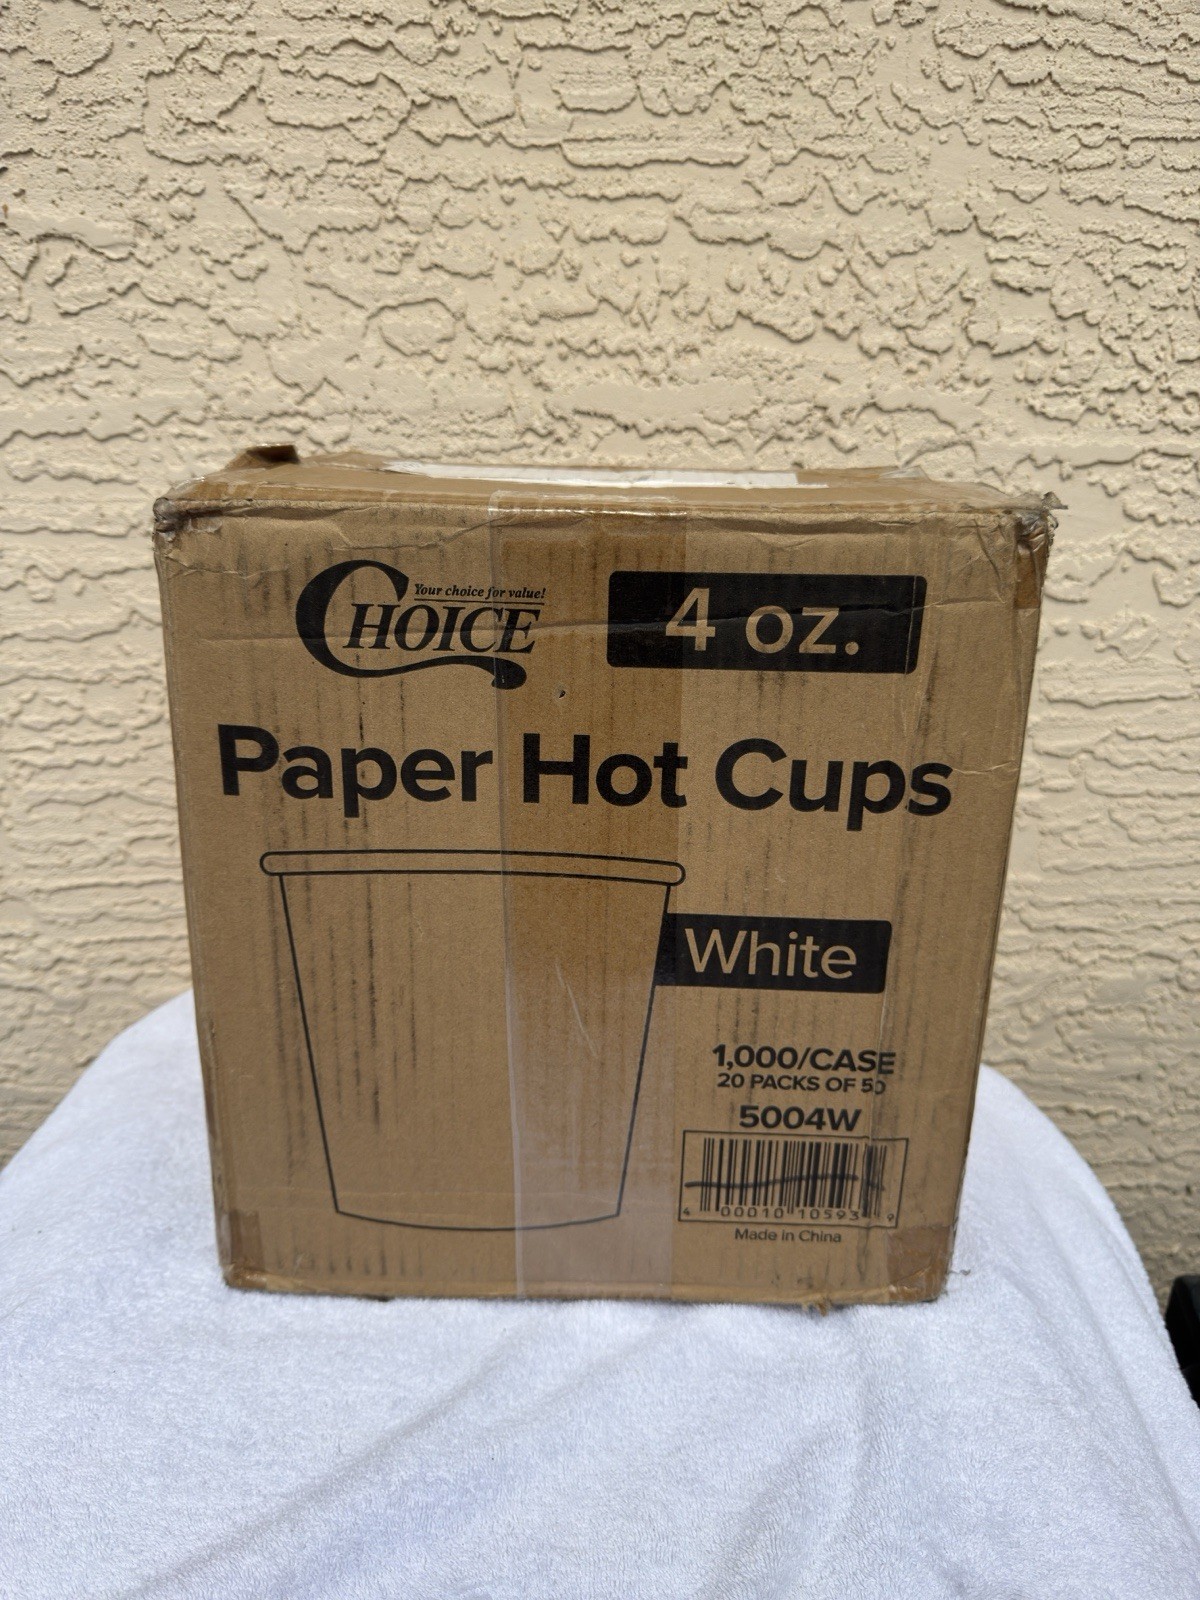 Your choice for value!
CHOICE
4 oz.
Paper Hot Cups
White
1,000/CASE
20 PACKS OF 50
5004W
4 00010 10593 9
Made in China